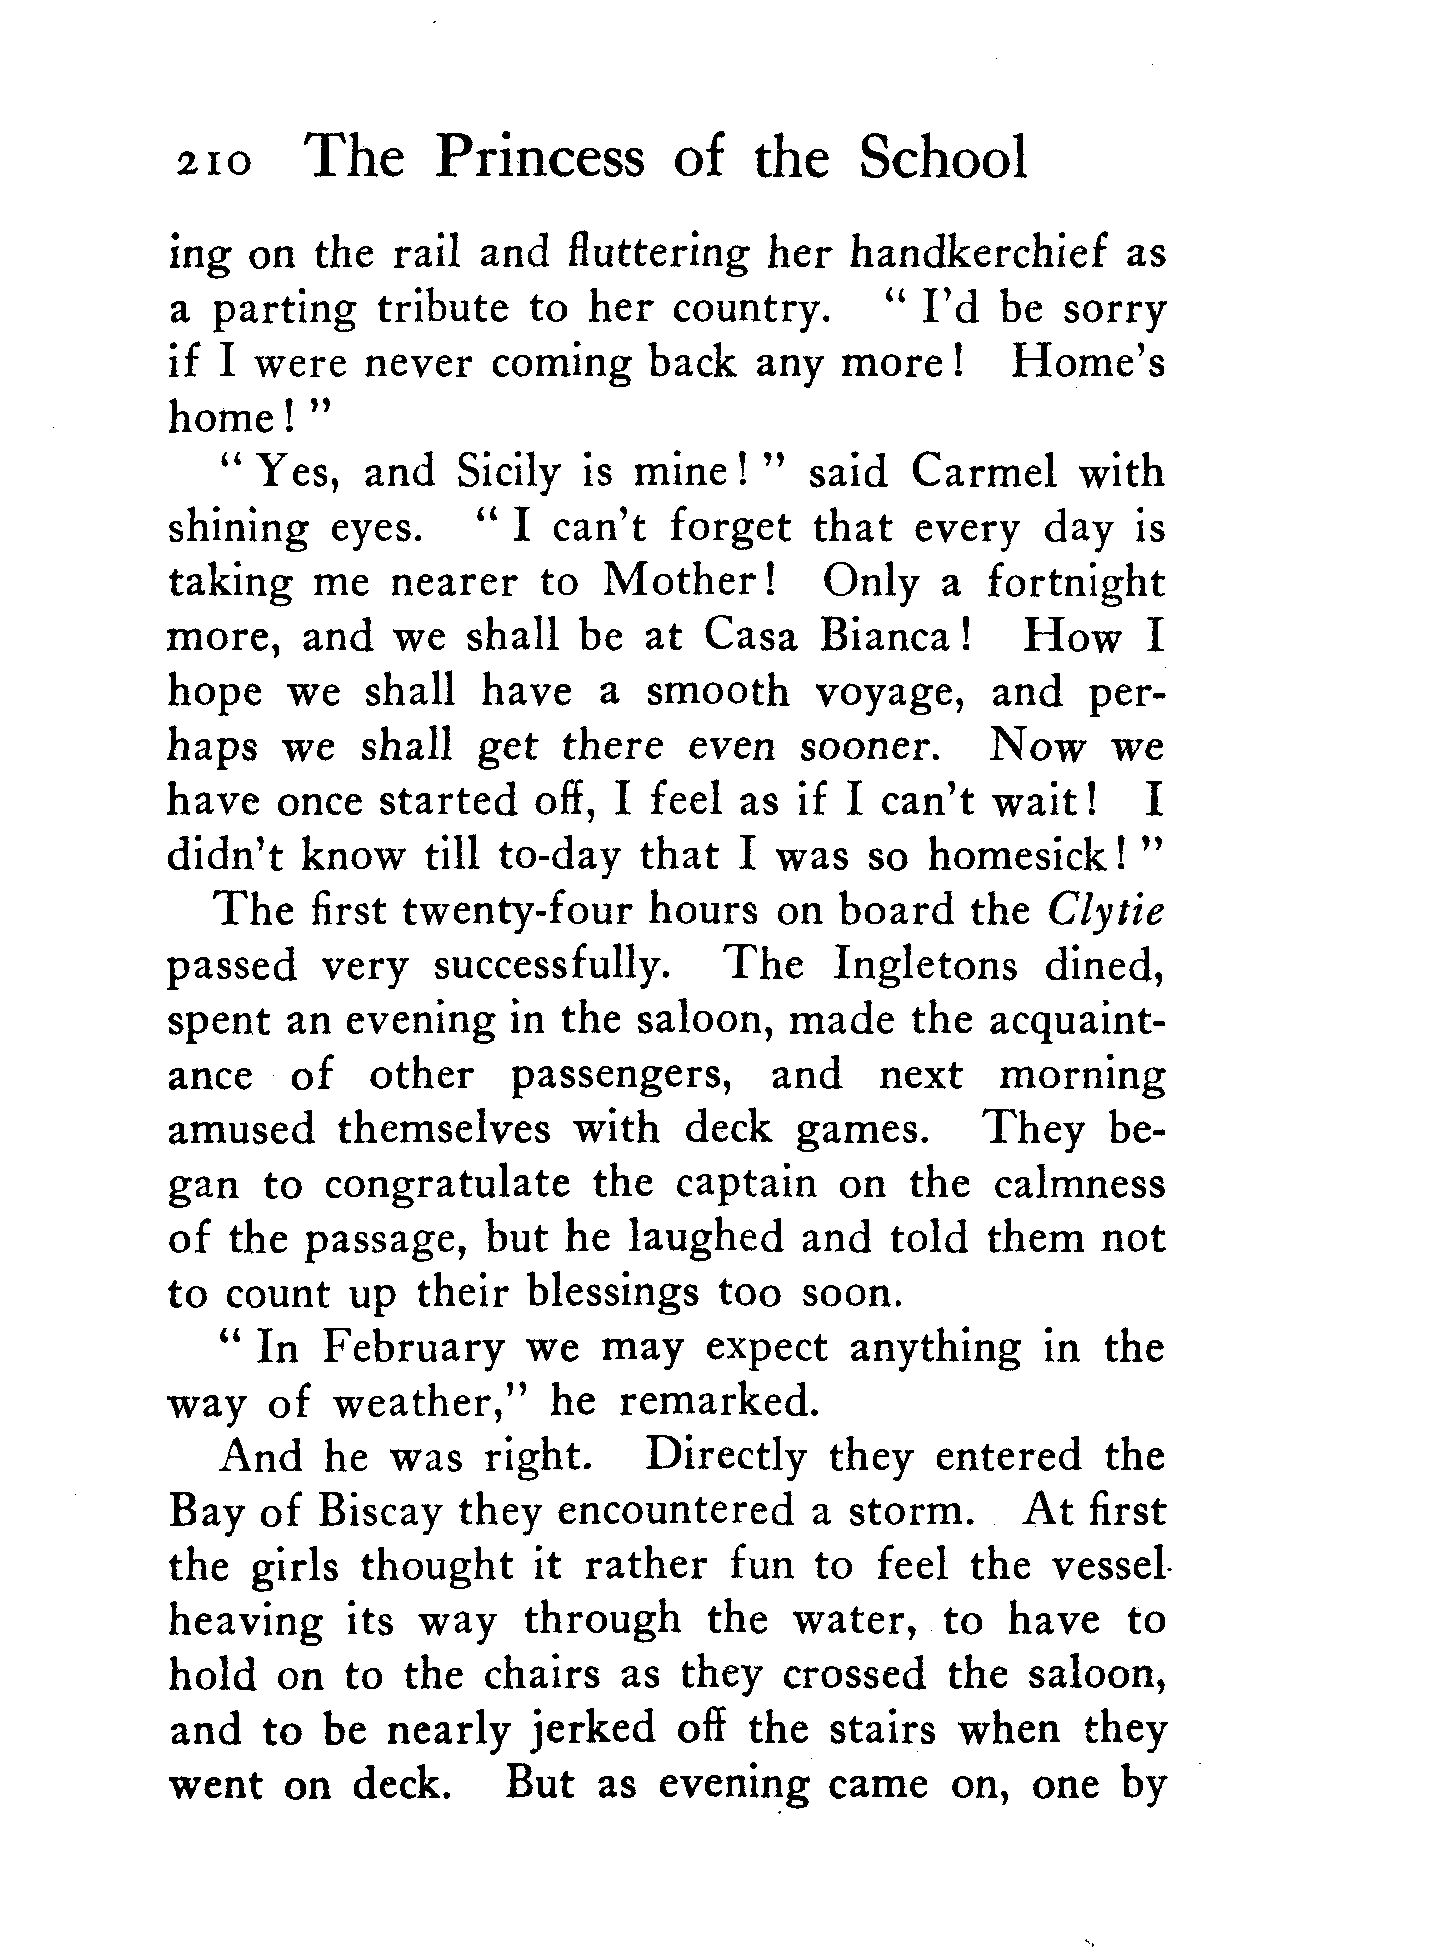 210 The Princess of the School
ing on the rail and fluttering her handkerchief as
a parting tribute to her country. “ I’d be sorry
if I were never coming back any more! Home’s
home! ”
“ Yes, and Sicily is mine! ” said Carmel with
shining eyes. “ I can’t forget that every day is
taking me nearer to Mother! Only a fortnight
more, and we shall be at Casa Bianca! How I
hope we shall have a smooth voyage, and per-
haps we shall get there even sooner. Now we
have once started off, I feel as if I can’t wait! I
didn’t know till to-day that I was so homesick! ”
The first twenty-four hours on board the Clytie
passed very successfully. The Ingletons dined,
spent an evening in the saloon, made the acquaint-
ance of other passengers, and next morning
amused themselves with deck games. They be-
gan to congratulate the captain on the calmness
of the passage, but he laughed and told them not
to count up their blessings too soon.
“ In February we may expect anything in the
way of weather,” he remarked.
And he was right. Directly they entered the
Bay of Biscay they encountered a storm. At first
the girls thought it rather fun to feel the vessel
heaving its way through the water, to have to
hold on to the chairs as they crossed the saloon,
and to be nearly jerked off the stairs when they
went on deck. But as evening came on, one by